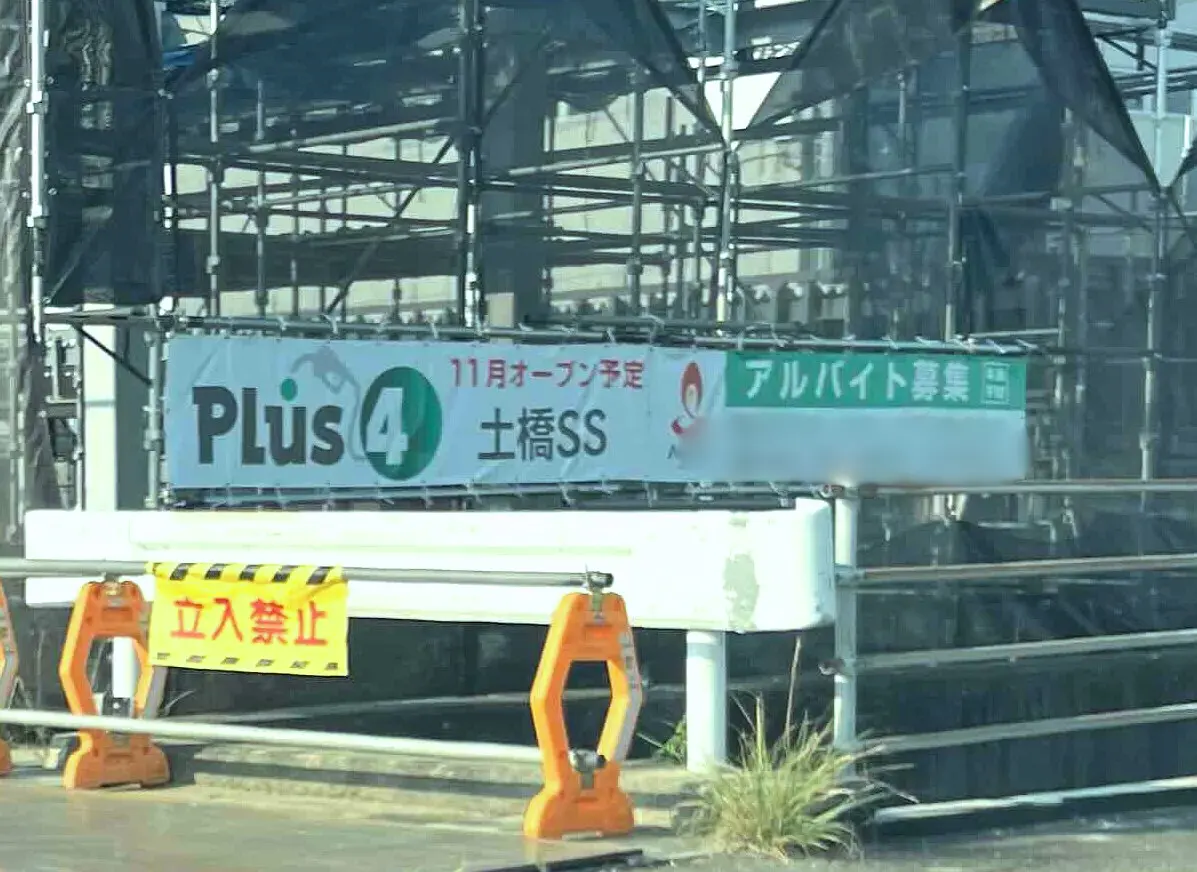 Plus 4
11月オープン予定
土橋SS
アルバイト募集
立入禁止